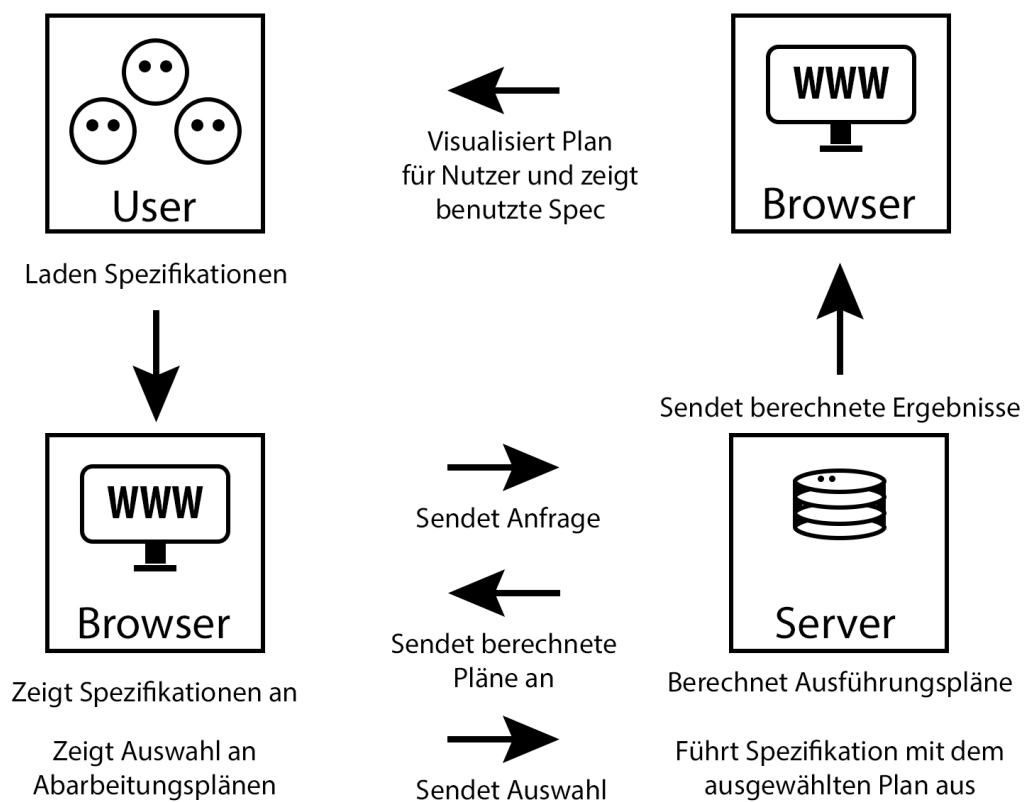 User
Laden Spezifikationen
Visualisiert Plan
für Nutzer und zeigt
benutzte Spec
WWW
Browser
Sendet berechnete Ergebnisse
WWW
Browser
Zeigt Spezifikationen an
Zeigt Auswahl an
Abarbeitungsplänen
Sendet Anfrage
Sendet berechnete
Pläne an
Sendet Auswahl
Server
Berechnet Ausführungspläne
Führt Spezifikation mit dem
ausgewählten Plan aus